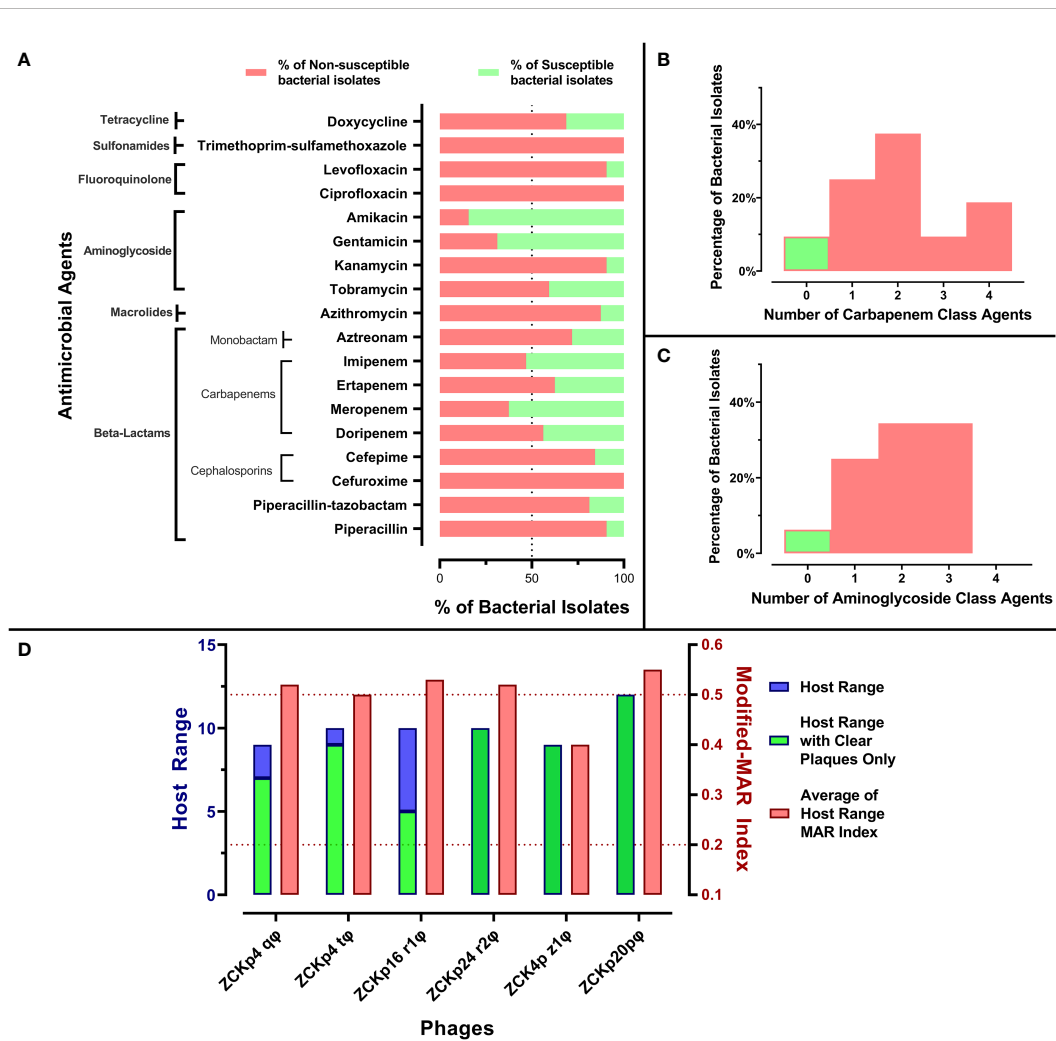 A
% of Non-susceptible
bacterial isolates
% of Susceptible
bacterial isolates
Antimicrobial Agents
Tetracycline
Sulfonamides
Fluoroquinolone
Aminoglycoside
Macrolides
Beta-Lactams
Monobactam
Carbapenems
Cephalosporins
Doxycycline
Trimethoprim-sulfamethoxazole
Levofloxacin
Ciprofloxacin
Amikacin
Gentamicin
Kanamycin
Tobramycin
Azithromycin
Aztreonam
Imipenem
Ertapenem
Meropenem
Doripenem
Cefepime
Cefuroxime
Piperacillin-tazobactam
Piperacillin
0 50 100
% of Bacterial Isolates
B
Percentage of Bacterial Isolates
40%
20%
0%
0 1 2 3 4
Number of Carbapenem Class Agents
C
Percentage of Bacterial Isolates
40%
20%
0%
0 1 2 3 4
Number of Aminoglycoside Class Agents
D
Host Range
15
10
5
0
0.6
0.5
0.4
0.3
0.2
0.1
Modified-MAR Index
Host Range
Host Range
with Clear
Plaques Only
Average of
Host Range
MAR Index
ZCKp4 qφ
ZCKp4 tφ
ZCKp16 r1φ
ZCKp24 r2φ
ZCK4p z1φ
ZCKp20pφ
Phages